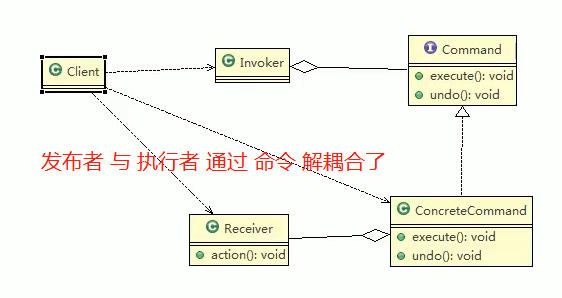 Client
Invoker
Command
execute(): void
undo(): void
发布者 与 执行者 通过 命令 解耦合了
Receiver
action(): void
ConcreteCommand
execute(): void
undo(): void